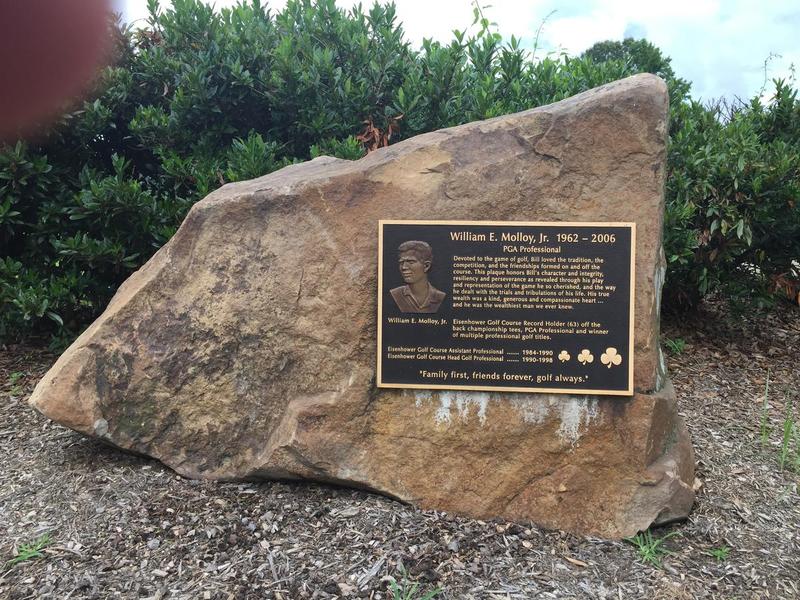 William E. Molloy, Jr. 1962 – 2006
PGA Professional
Devoted to the game of golf, Bill loved the tradition, the
competition, and the friendships formed on and off the
course. This plaque honors Bill's character and integrity,
resiliency and perseverance as revealed through his play
and representation of the game he so cherished, and the way
he dealt with the trials and tribulations of his life. His true
wealth was a kind, generous and compassionate heart ...
and he was the wealthiest man we ever knew.
William E. Molloy, Jr.
Eisenhower Golf Course Record Holder (63) off the
back championship tees, PGA Professional and winner
of multiple professional golf titles.
Eisenhower Golf Course Assistant Professional ....... 1984-1990
Eisenhower Golf Course Head Golf Professional ....... 1990-1998
"Family first, friends forever, golf always."